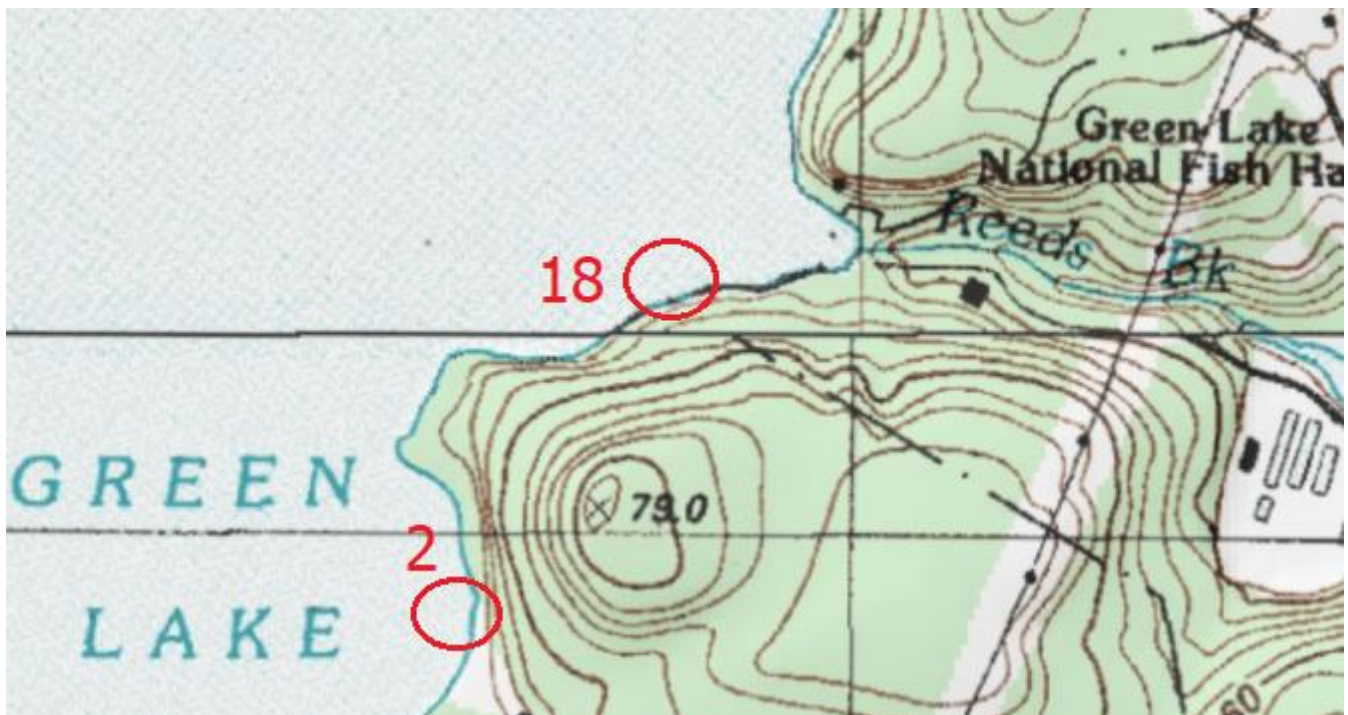 Green Lake
National Fish Ha
Reeds
Bk
18
79.0
GREEN
2
LAKE
60